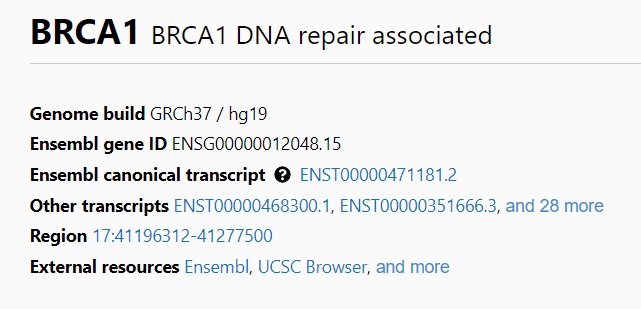 BRCA1 BRCA1 DNA repair associated
Genome build GRCh37 / hg19
Ensembl gene ID ENSG00000012048.15
Ensembl canonical transcript ? ENST00000471181.2
Other transcripts ENST00000468300.1, ENST00000351666.3, and 28 more
Region 17:41196312-41277500
External resources Ensembl, UCSC Browser, and more